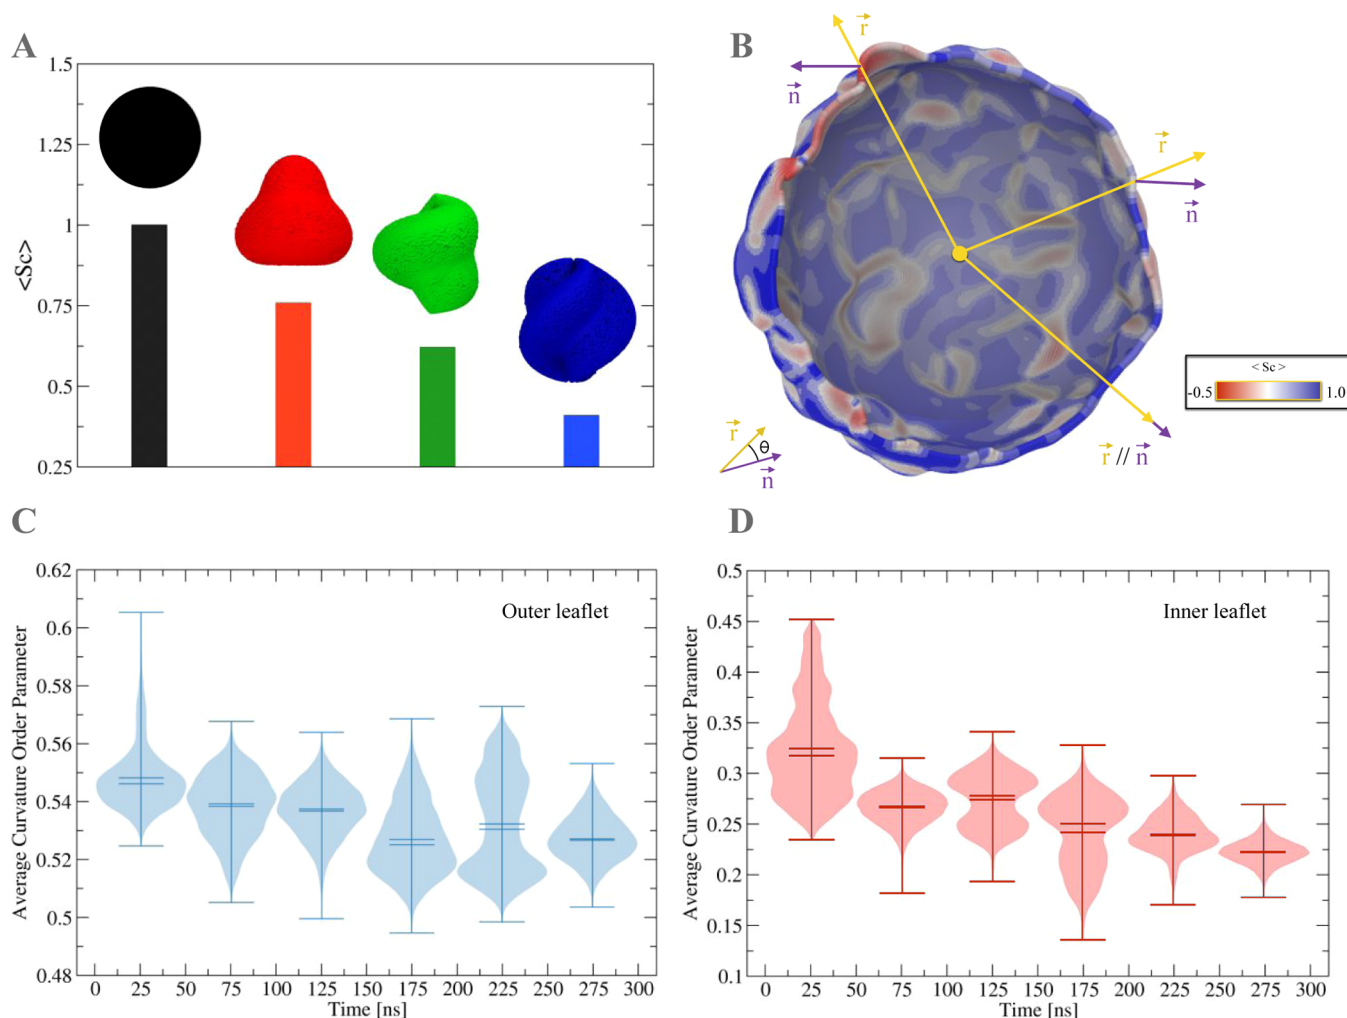 A
1.5
1.25
1
0.75
0.5
0.25
<Sc>
B
r
n
r
n
r // n
r
θ
n
< Sc >
-0.5 1.0
C
Outer leaflet
0.62
0.6
0.58
0.56
0.54
0.52
0.5
0.48
Average Curvature Order Parameter
0 25 50 75 100 125 150 175 200 225 250 275 300
Time [ns]
D
Inner leaflet
0.5
0.45
0.4
0.35
0.3
0.25
0.2
0.15
0.1
Average Curvature Order Parameter
0 25 50 75 100 125 150 175 200 225 250 275 300
Time [ns]